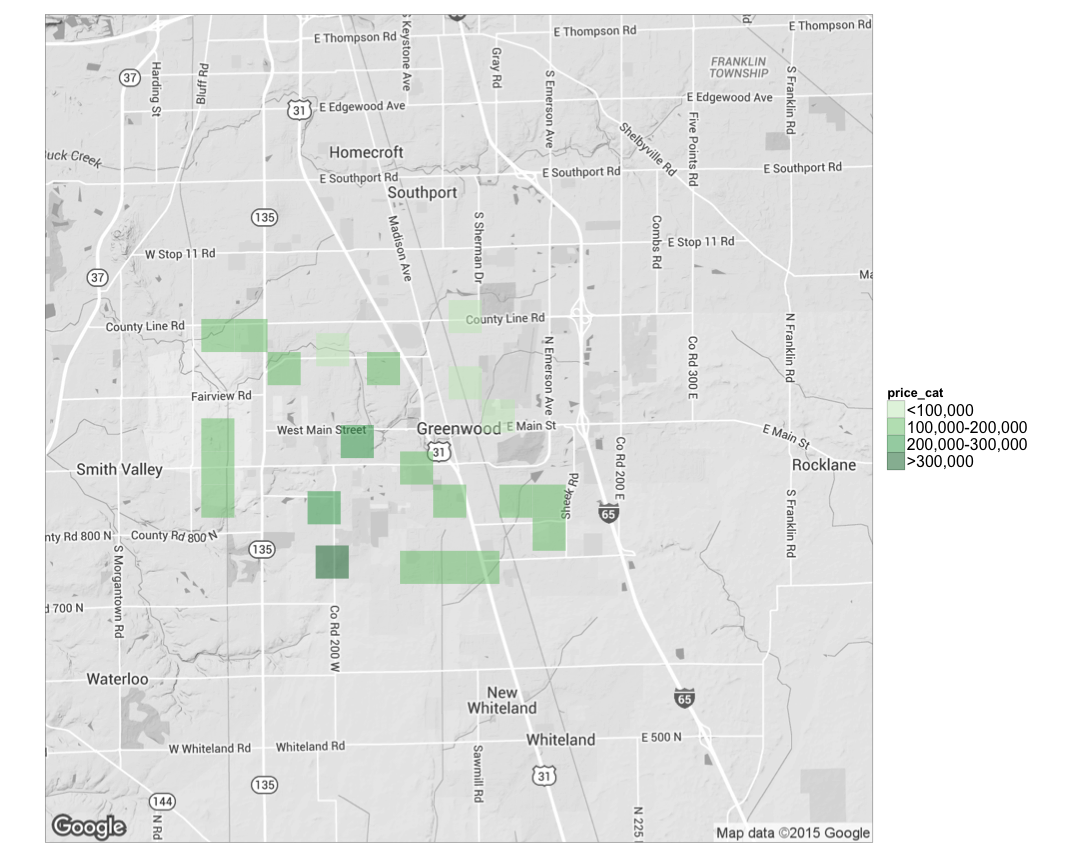 E Thompson Rd
E Thompson Rd
E Thompson Rd
S Keystone Ave
Gray Rd
FRANKLIN
TOWNSHIP
37
Harding St
Bluff Rd
S Emerson Ave
S Franklin Rd
31
E Edgewood Ave
E Edgewood Ave
Five Points Rd
Shelbyville Rd
Homecroft
uck Creek
E Southport Rd
E Southport Rd
E Southport Rd
Southport
135
Madison Ave
S Sherman Dr
Combs Rd
E Stop 11 Rd
W Stop 11 Rd
37
Ma
County Line Rd
County Line Rd
N Emerson Ave
Co Rd 300 E
N Franklin Rd
Fairview Rd
West Main Street
Greenwood
E Main St
E Main St
31
Smith Valley
Rocklane
Co Rd 200 E
Sheek Rd
65
S Franklin Rd
nty Rd 800 N
County Rd 800 N
135
S Morgantown Rd
d 700 N
Co Rd 200 W
Waterloo
New
Whiteland
65
W Whiteland Rd
Whiteland Rd
Whiteland
E 500 N
31
Sawmill Rd
135
144
N Rd
N 225
Google
Map data ©2015 Google
price_cat
<100,000
100,000-200,000
200,000-300,000
>300,000